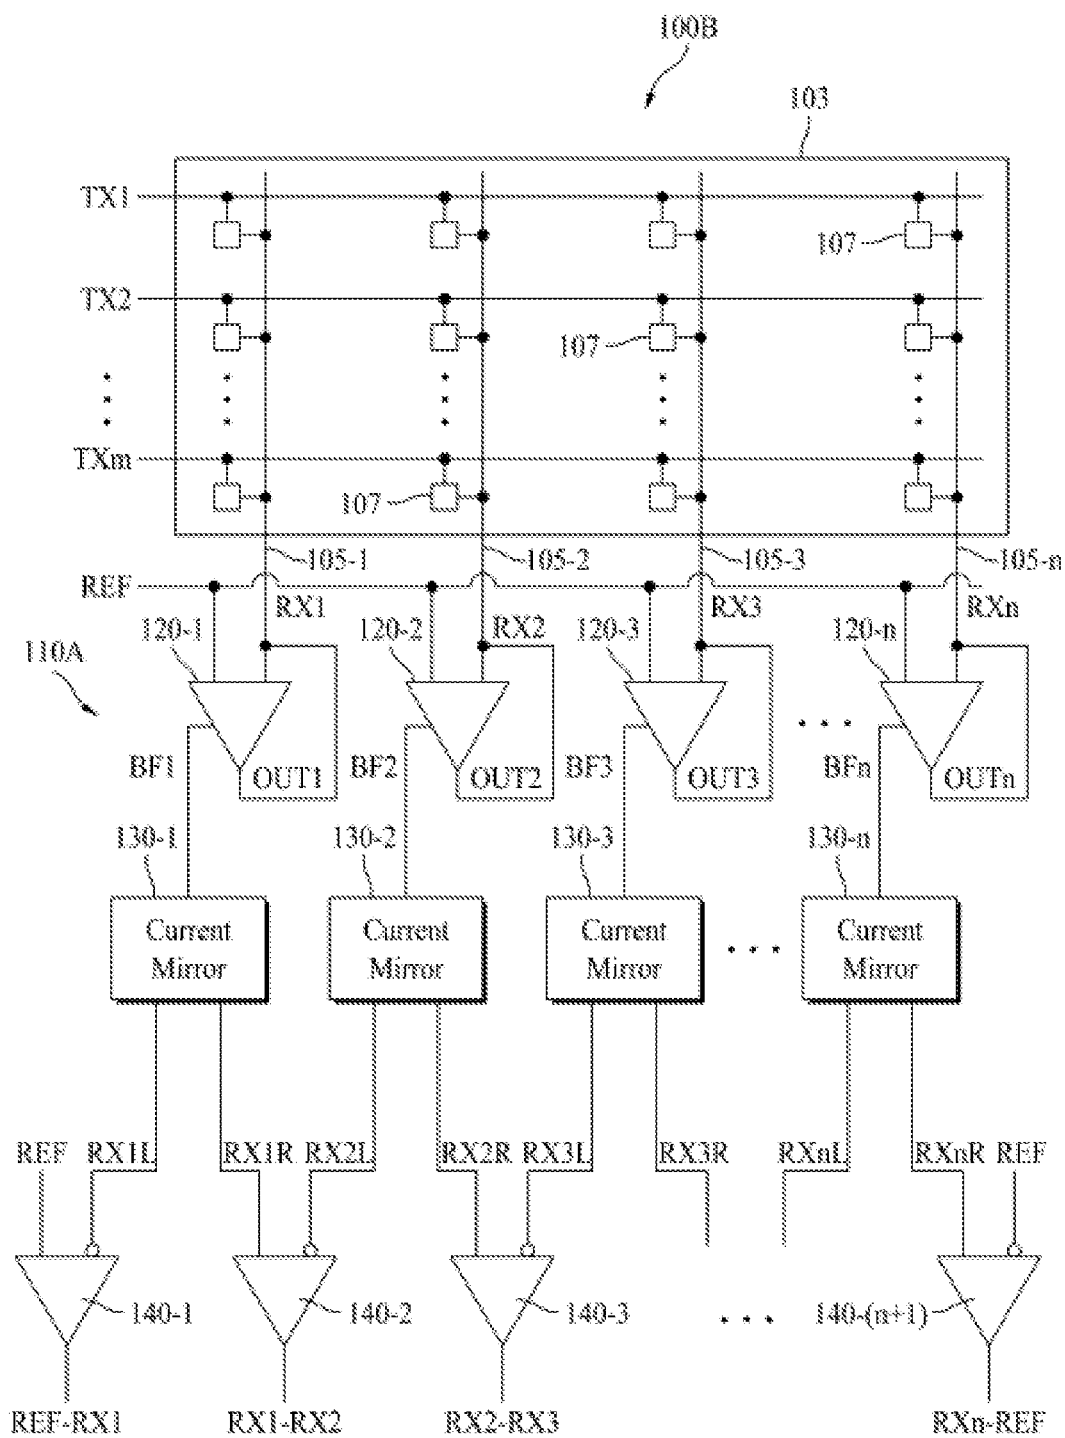 100B
103
TX1
107
TX2
107
TXm
107
105-1 105-2 105-3 105-n
REF
RX1 RX2 RX3 RXn
110A
120-1 120-2 120-3 120-n
BF1 OUT1 BF2 OUT2 BF3 OUT3 BFn OUTn
130-1 130-2 130-3 130-n
Current Current Current Current
Mirror Mirror Mirror Mirror
REF RX1L RX1R RX2L RX2R RX3L RX3R RXnL RXnR REF
140-1 140-2 140-3 140-(n+1)
REF-RX1 RX1-RX2 RX2-RX3 RXn-REF